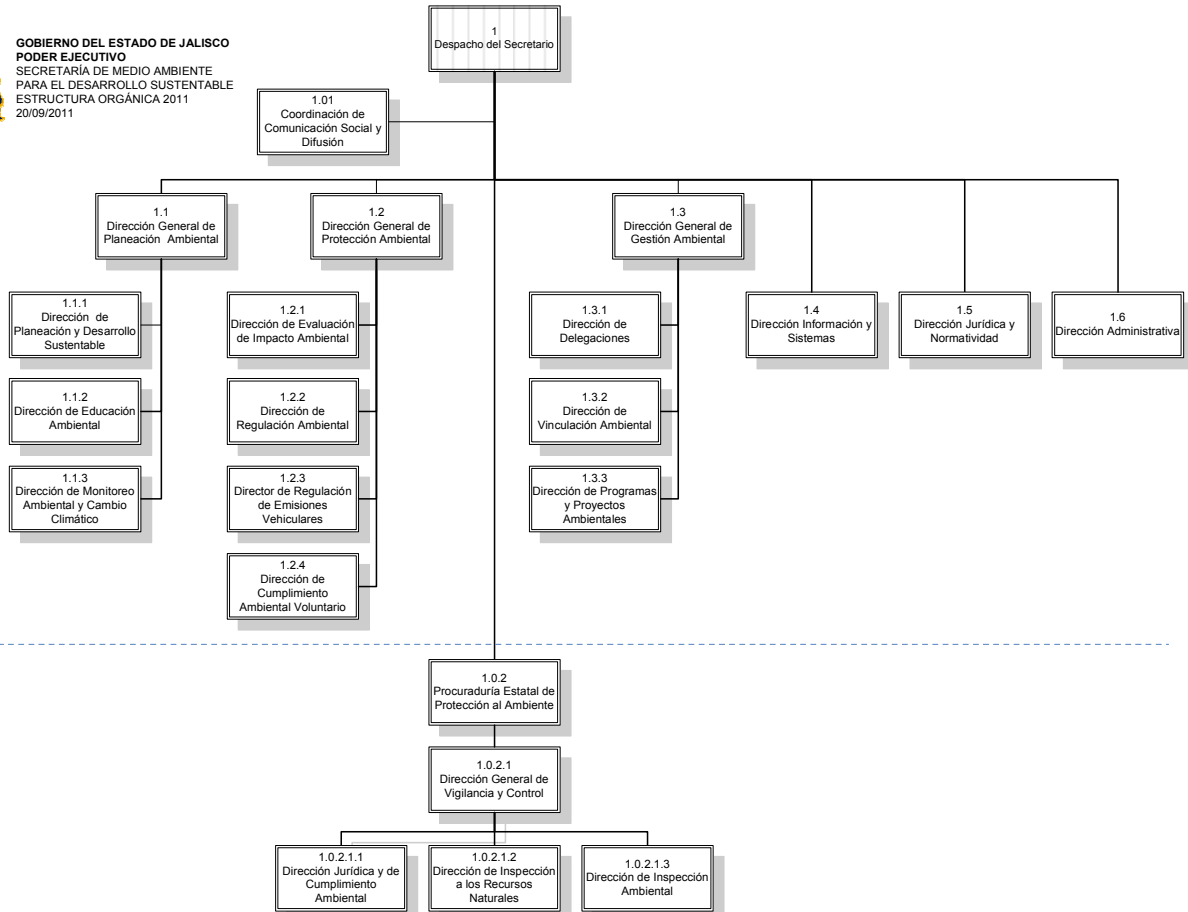 GOBIERNO DEL ESTADO DE JALISCO
PODER EJECUTIVO
SECRETARÍA DE MEDIO AMBIENTE
PARA EL DESARROLLO SUSTENTABLE
ESTRUCTURA ORGÁNICA 2011
20/09/2011
1
Despacho del Secretario
1.01
Coordinación de
Comunicación Social y
Difusión
1.1
Dirección General de
Planeación Ambiental
1.2
Dirección General de
Protección Ambiental
1.3
Dirección General de
Gestión Ambiental
1.1.1
Dirección de
Planeación y Desarrollo
Sustentable
1.2.1
Dirección de Evaluación
de Impacto Ambiental
1.3.1
Dirección de
Delegaciones
1.4
Dirección Información y
Sistemas
1.5
Dirección Jurídica y
Normatividad
1.6
Dirección Administrativa
1.1.2
Dirección de Educación
Ambiental
1.2.2
Dirección de
Regulación Ambiental
1.3.2
Dirección de
Vinculación Ambiental
1.1.3
Dirección de Monitoreo
Ambiental y Cambio
Climático
1.2.3
Director de Regulación
de Emisiones
Vehiculares
1.3.3
Dirección de Programas
y Proyectos
Ambientales
1.2.4
Dirección de
Cumplimiento
Ambiental Voluntario
1.0.2
Procuraduría Estatal de
Protección al Ambiente
1.0.2.1
Dirección General de
Vigilancia y Control
1.0.2.1.1
Dirección Jurídica y de
Cumplimiento
Ambiental
1.0.2.1.2
Dirección de Inspección
a los Recursos
Naturales
1.0.2.1.3
Dirección de Inspección
Ambiental